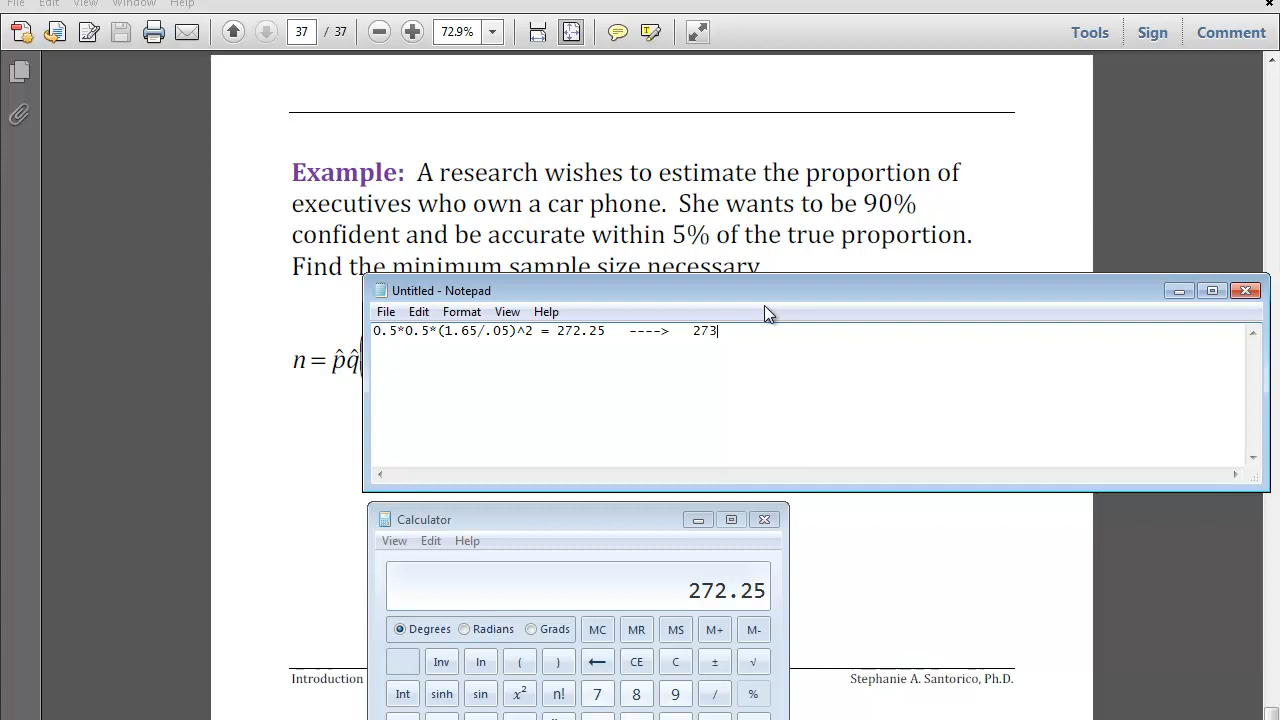 File Edit View Window Help
37 / 37 72.9% Tools Sign Comment
Example: A research wishes to estimate the proportion of
executives who own a car phone. She wants to be 90%
confident and be accurate within 5% of the true proportion.
Find the minimum sample size necessary
Untitled - Notepad
File Edit Format View Help
0.5*0.5*(1.65/.05)^2 = 272.25 ----> 273
n = p̂q̂(
Calculator
View Edit Help
272.25
Degrees Radians Grads MC MR MS M+ M-
Inv ln ( ) ← CE C ± √
Introduction Stephanie A. Santorico, Ph.D.
Int sinh sin x² n! 7 8 9 / %